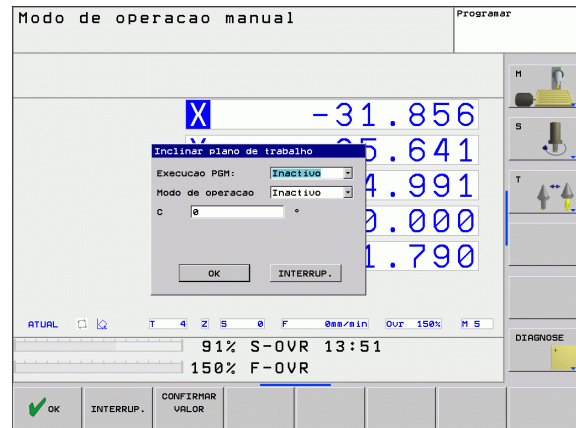 Modo de operacao manual
Programar
M
X -31.856
S
5.641
Inclinar plano de trabalho
Execucao PGM: Inactivo
Modo de operacao Inactivo
T
4.991
C 0 °
0.000
1.790
OK INTERRUP.
ATUAL T 4 Z S 0 F 0mm/min Ovr 150% M 5
91% S-OVR 13:51
150% F-OVR
DIAGNOSE
OK INTERRUP. CONFIRMAR VALOR